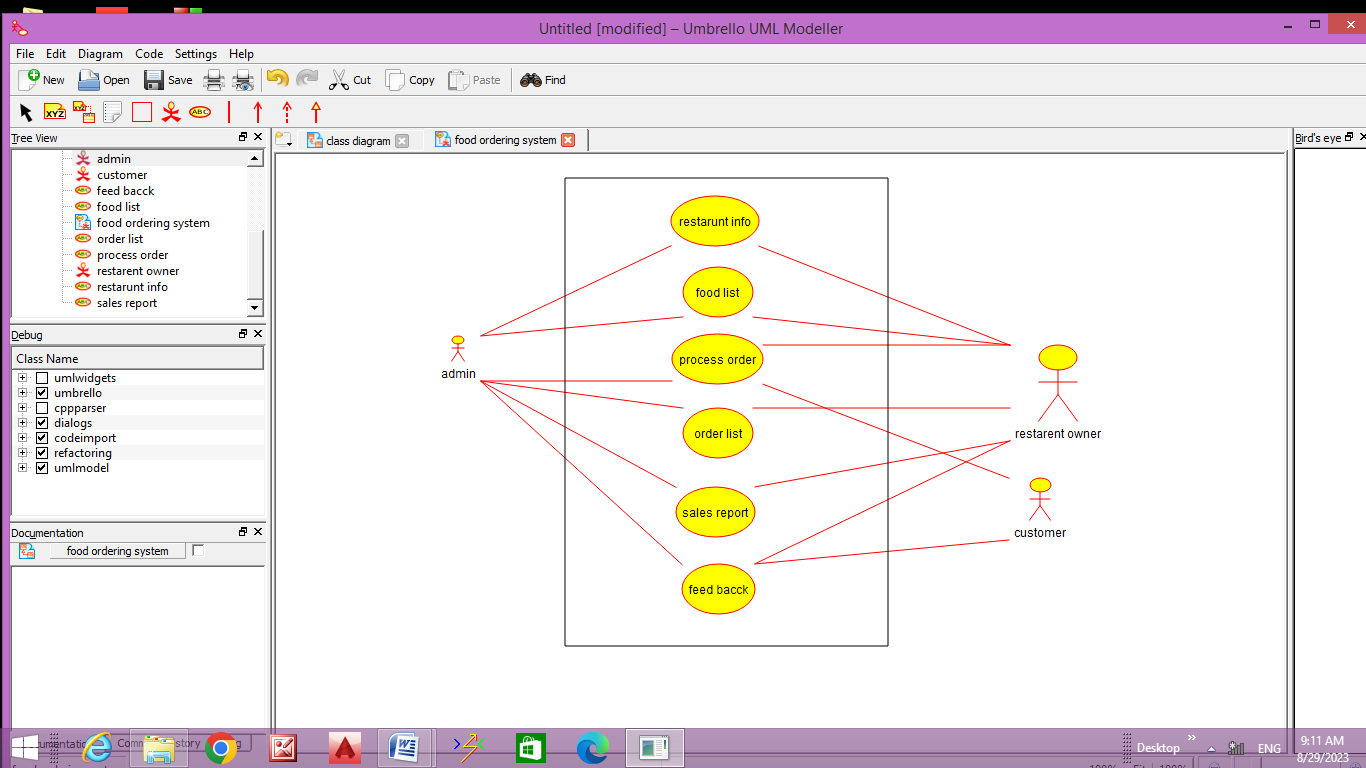 Untitled [modified] – Umbrello UML Modeller
File Edit Diagram Code Settings Help
New Open Save Cut Copy Paste Find
XYZ XYZ ABC
Tree View
admin
customer
feed bacck
food list
food ordering system
order list
process order
restarent owner
restarunt info
sales report
Debug
Class Name
umlwidgets
umbrello
cppparser
dialogs
codeimport
refactoring
umlmodel
Documentation
food ordering system
class diagram
food ordering system
Bird's eye
restarunt info
food list
process order
admin
order list
restarent owner
sales report
customer
feed bacck
Desktop
ENG
9:11 AM
8/29/2023